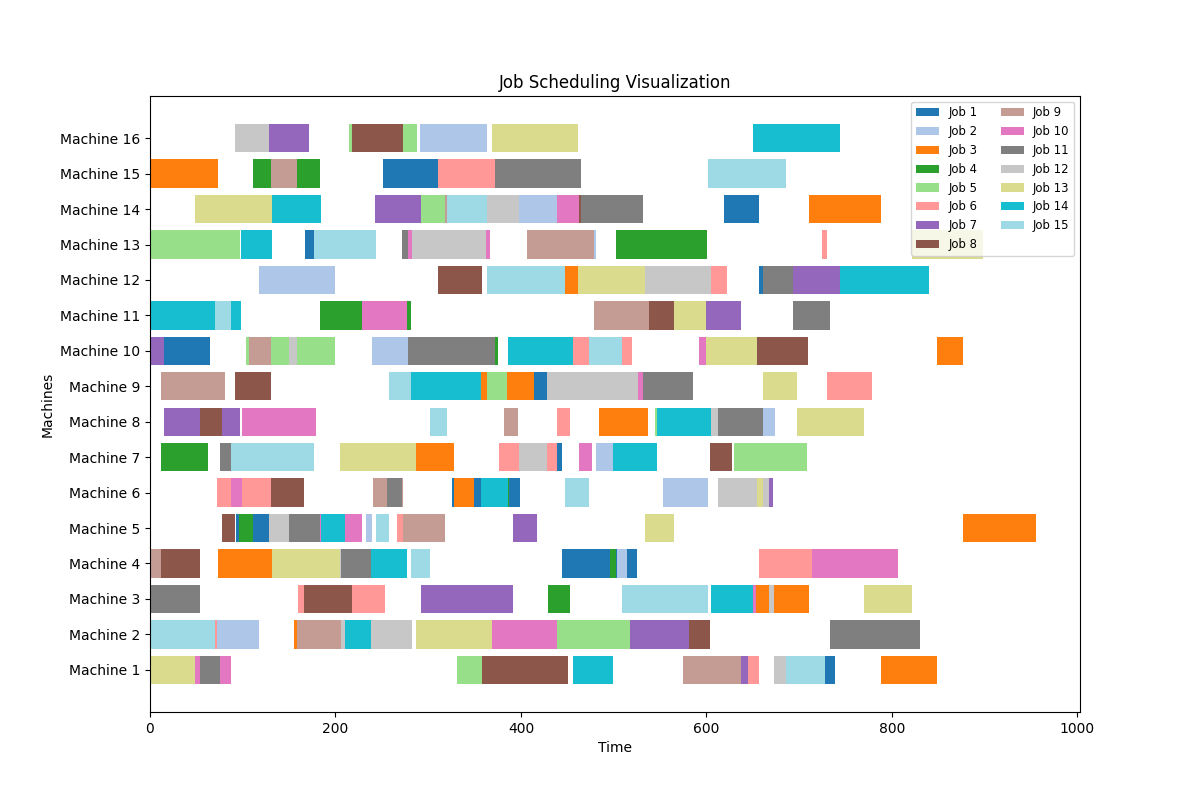 Job Scheduling Visualization
Machine 16
Machine 15
Machine 14
Machine 13
Machine 12
Machine 11
Machine 10
Machine 9
Machine 8
Machine 7
Machine 6
Machine 5
Machine 4
Machine 3
Machine 2
Machine 1
Machines
0 200 400 600 800 1000
Time
Job 1
Job 2
Job 3
Job 4
Job 5
Job 6
Job 7
Job 8
Job 9
Job 10
Job 11
Job 12
Job 13
Job 14
Job 15